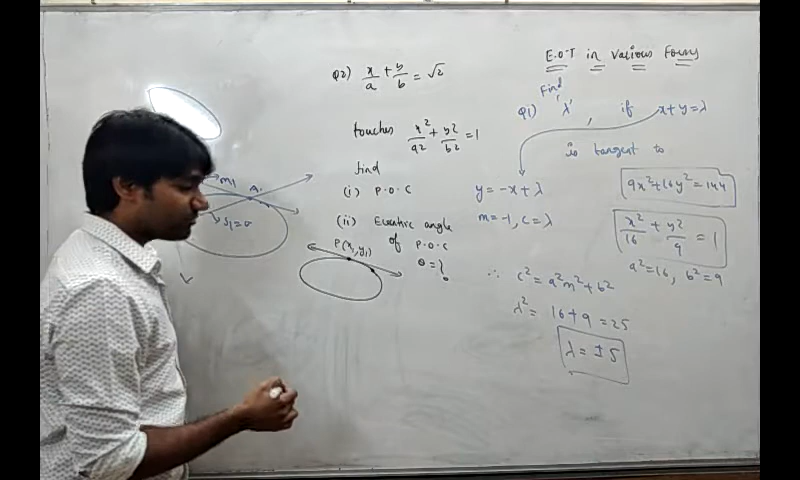 E.O.T in Various Forms
Find
Q1) 'λ', if x+y=λ
is tangent to
9x²+16y²=144
y = -x+λ
m=-1, c=λ
x²/16 + y²/9 = 1
a²=16, b²=9
∴ c² = a²m²+b²
λ² = 16+9 = 25
λ = ±5
Q2) x/a + y/b = √2
touches x²/a² + y²/b² = 1
find
(i) P.O.C
(ii) Eccentric angle
of P.O.C
θ = ?
P(x₁,y₁)
m₁
A
S₁=0